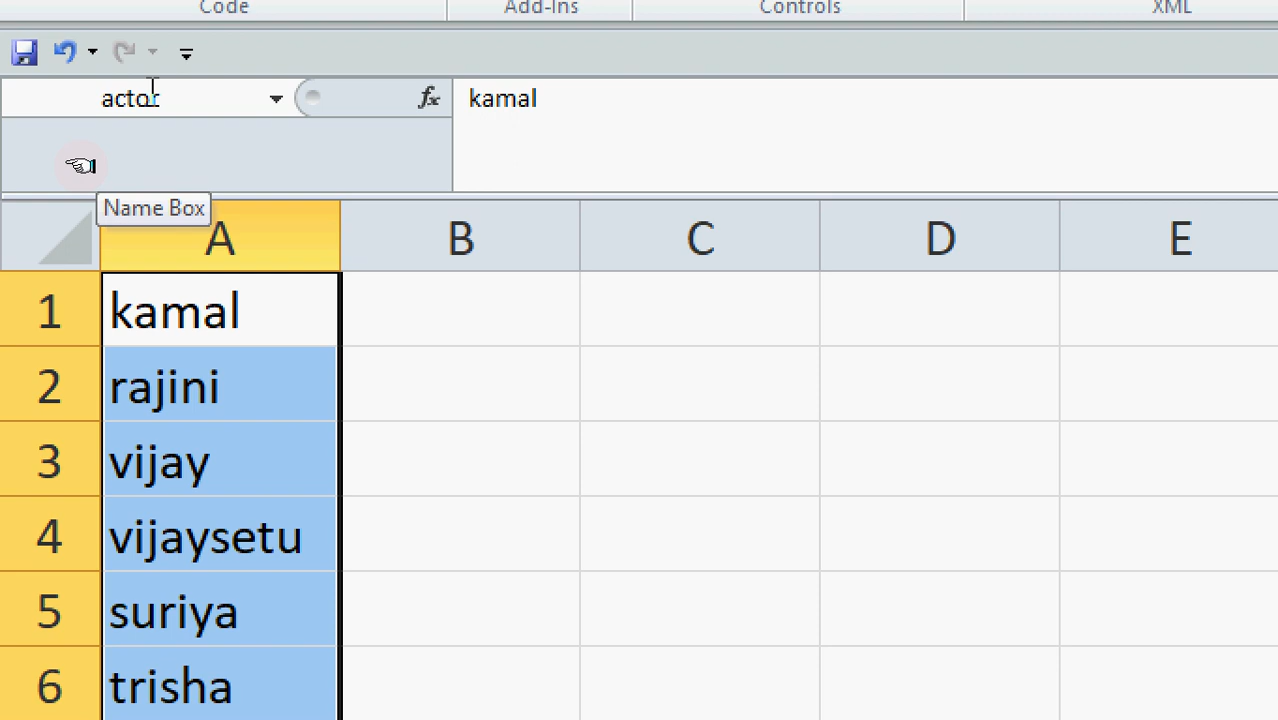 Code Add-Ins Controls XML
actor fx kamal
Name Box
A B C D E
1 kamal
2 rajini
3 vijay
4 vijaysetu
5 suriya
6 trisha